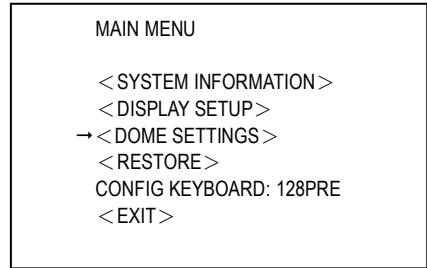 MAIN MENU
<SYSTEM INFORMATION>
<DISPLAY SETUP>
→<DOME SETTINGS>
<RESTORE>
CONFIG KEYBOARD: 128PRE
<EXIT>